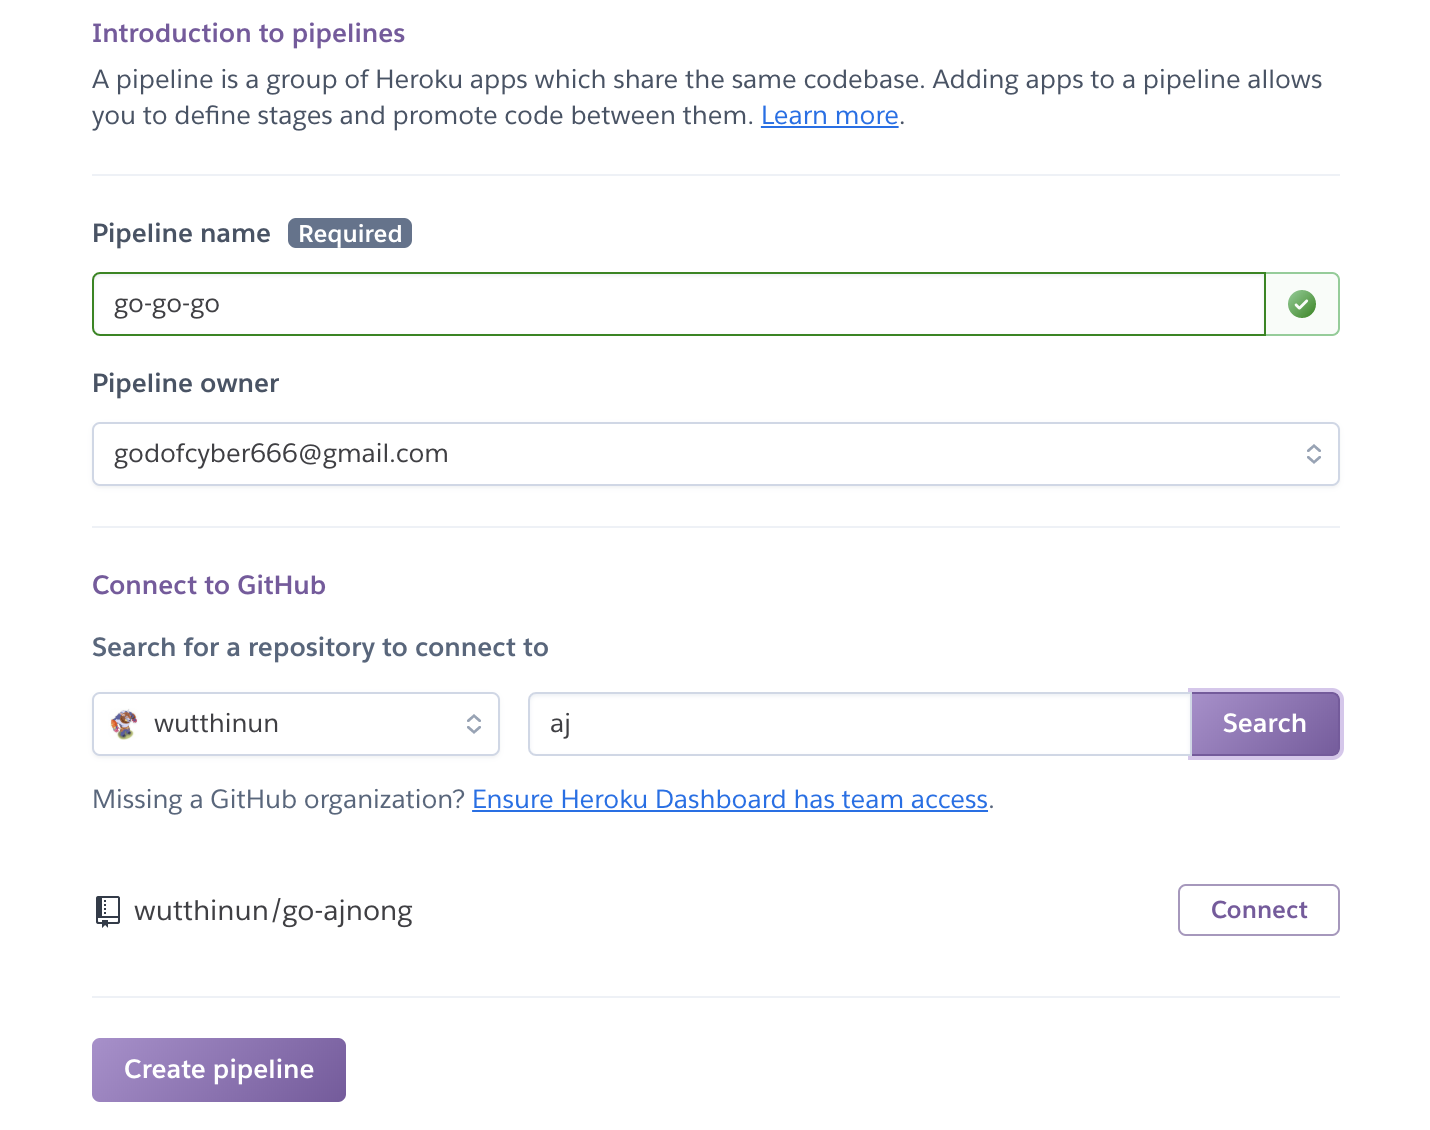 Introduction to pipelines
A pipeline is a group of Heroku apps which share the same codebase. Adding apps to a pipeline allows
you to define stages and promote code between them. Learn more.
Pipeline name Required
go-go-go
Pipeline owner
godofcyber666@gmail.com
Connect to GitHub
Search for a repository to connect to
wutthinun aj Search
Missing a GitHub organization? Ensure Heroku Dashboard has team access.
wutthinun/go-ajnong Connect
Create pipeline